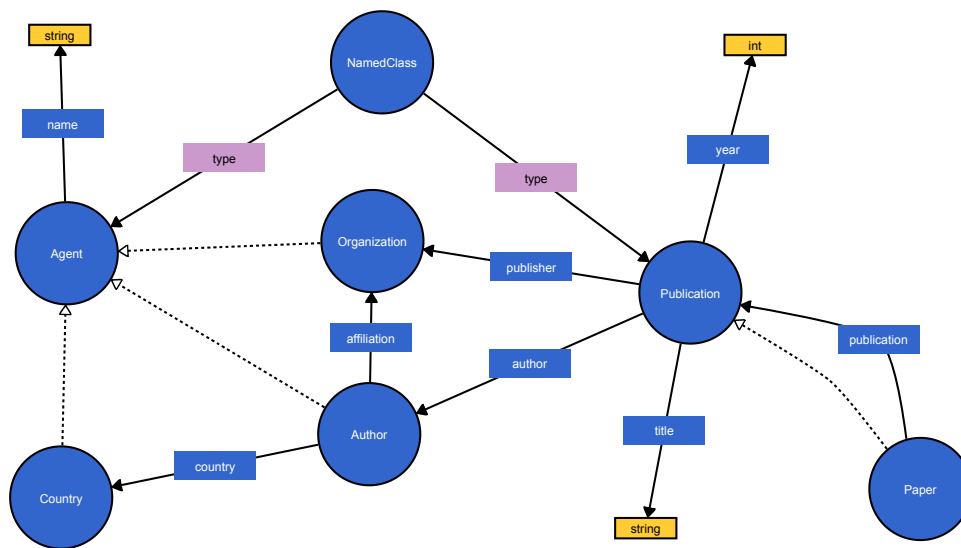 string
NamedClass
int
name
type
type
year
Agent
Organization
publisher
Publication
affiliation
author
publication
Author
title
country
Country
Paper
string